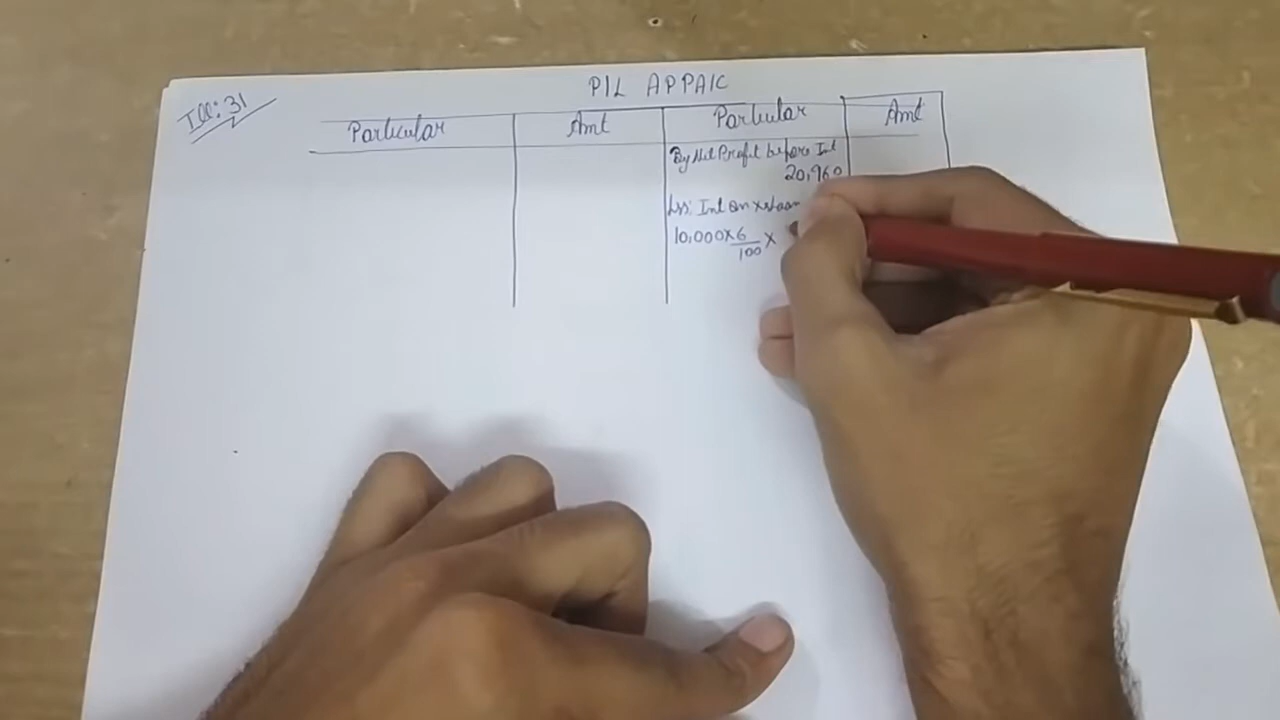 Ill: 31
P/L APP A/C
Particular Amt Particular Amt
By Net Profit before Int
20,960
Less: Int on X's loan
10,000 × 6/100 ×